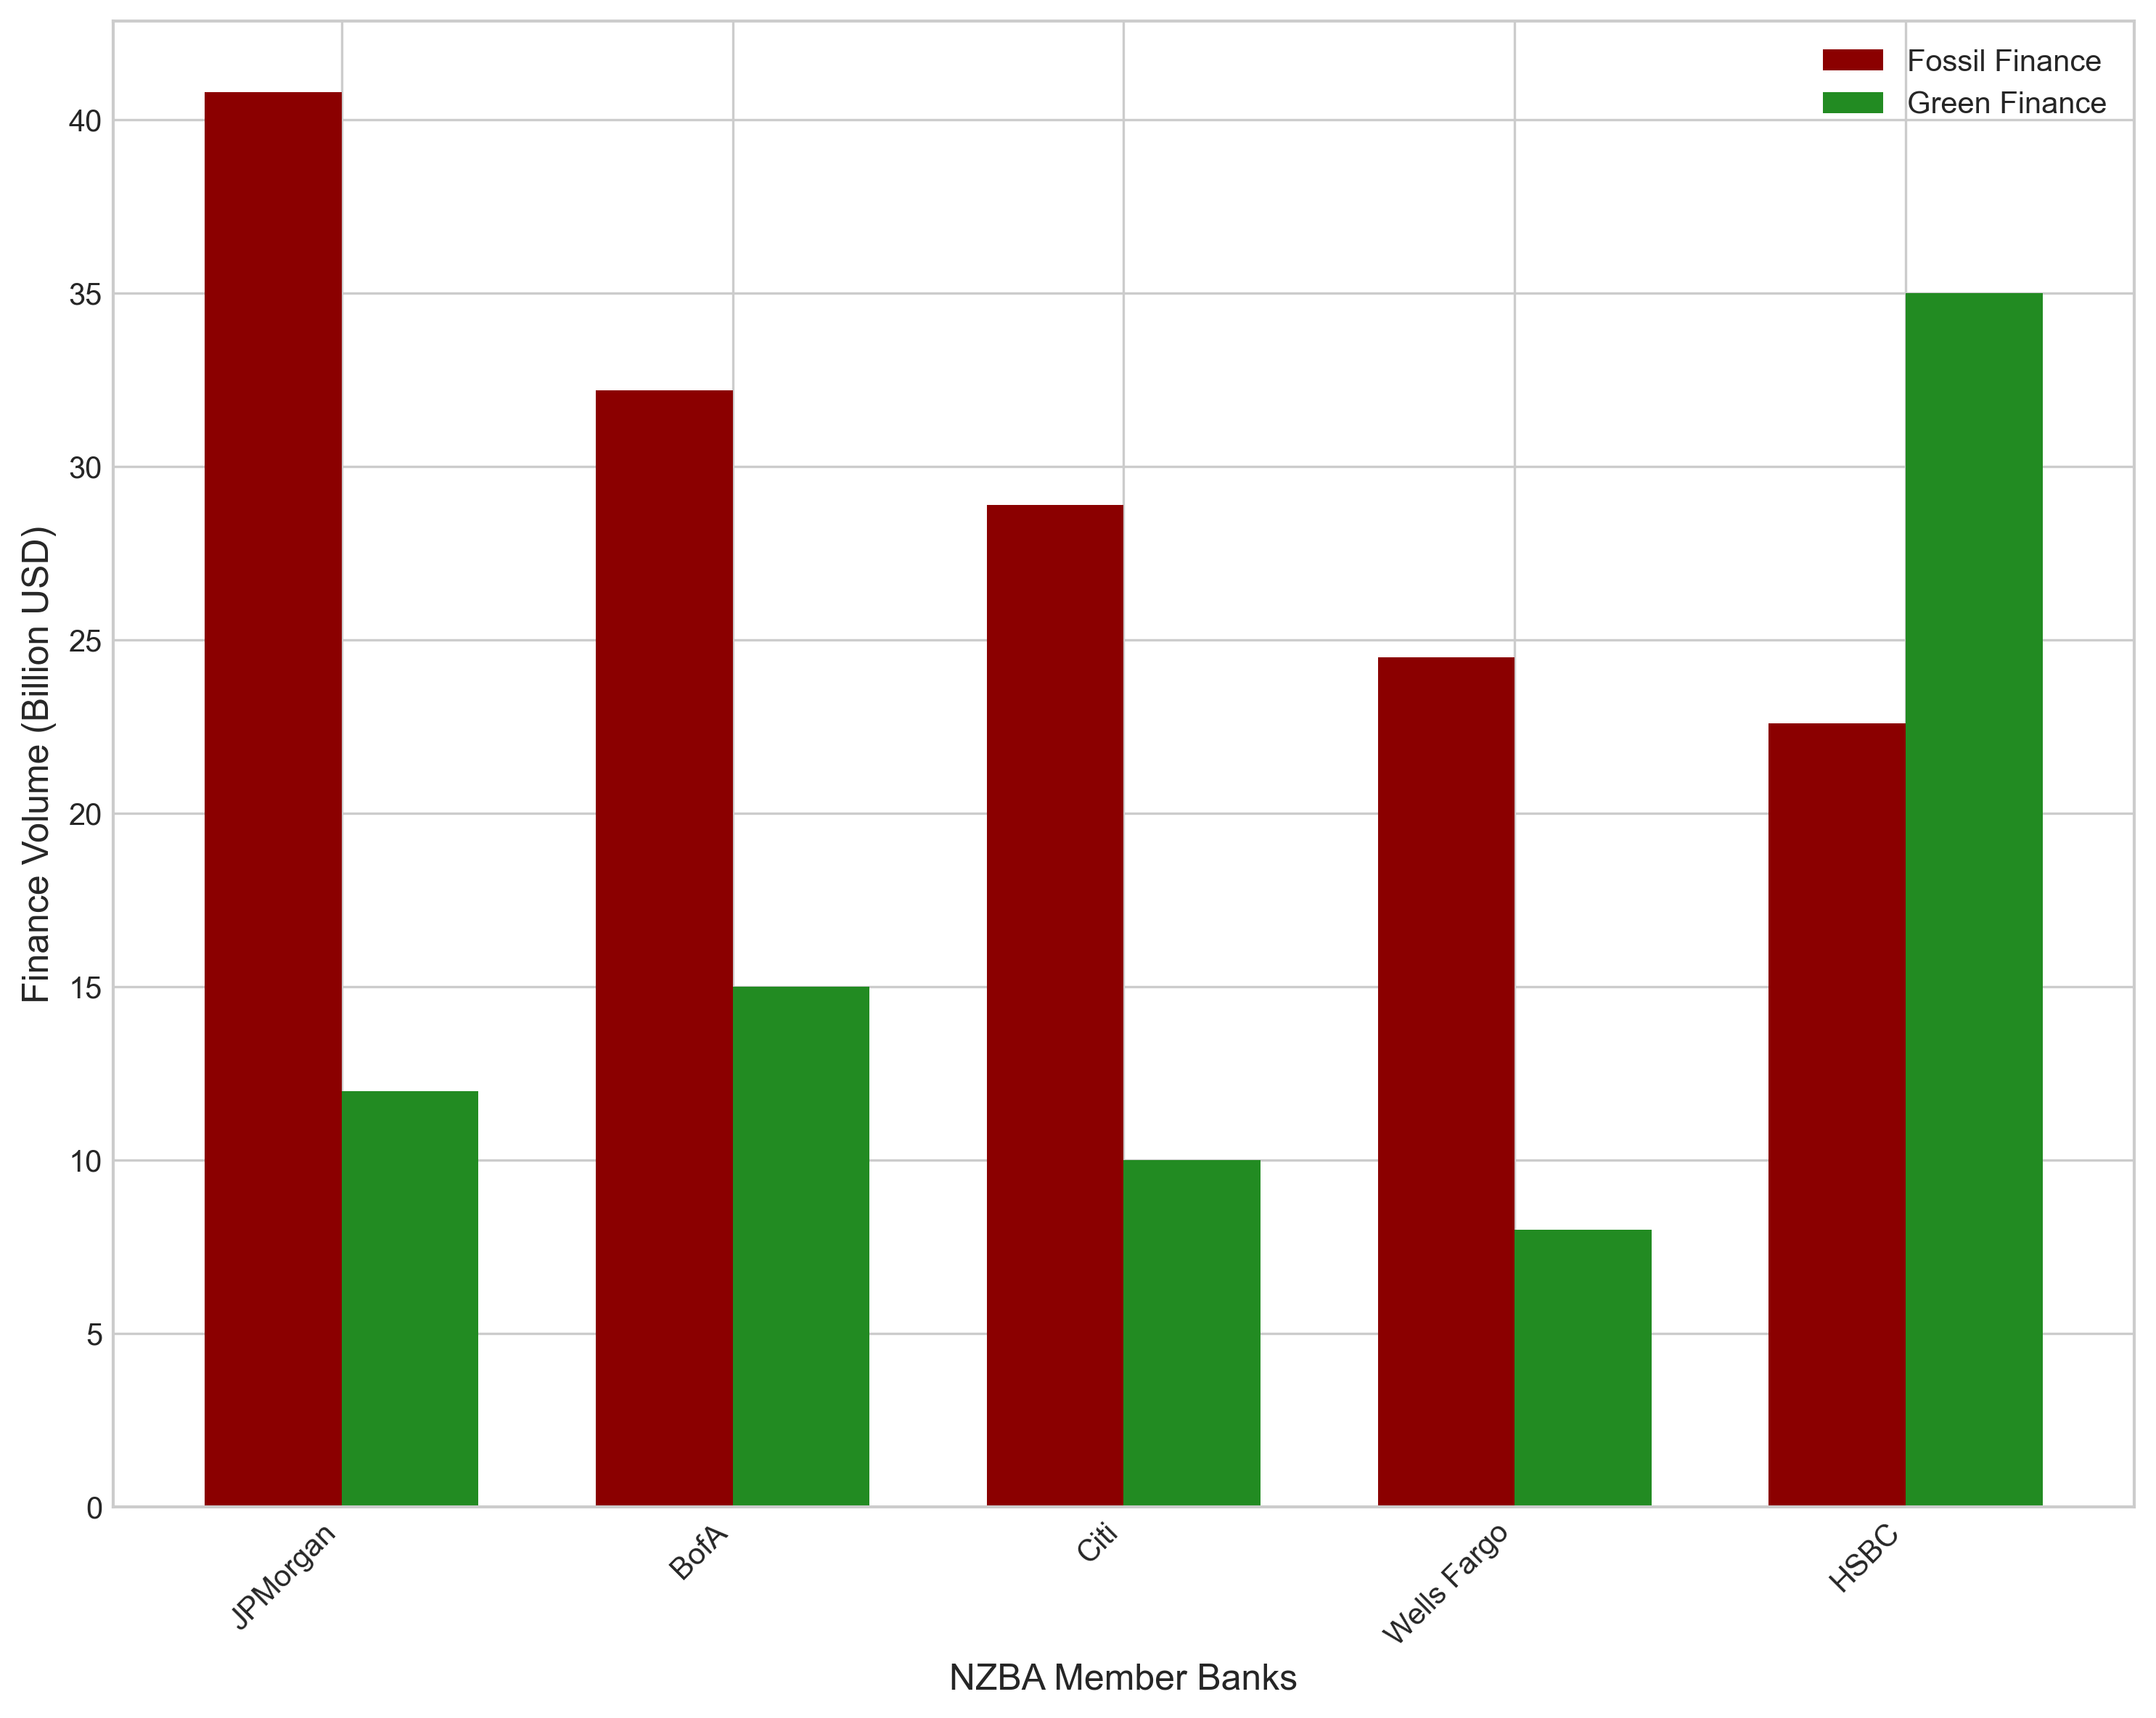 Fossil Finance
Green Finance
Finance Volume (Billion USD)
40
35
30
25
20
15
10
5
0
JPMorgan
BofA
Citi
Wells Fargo
HSBC
NZBA Member Banks